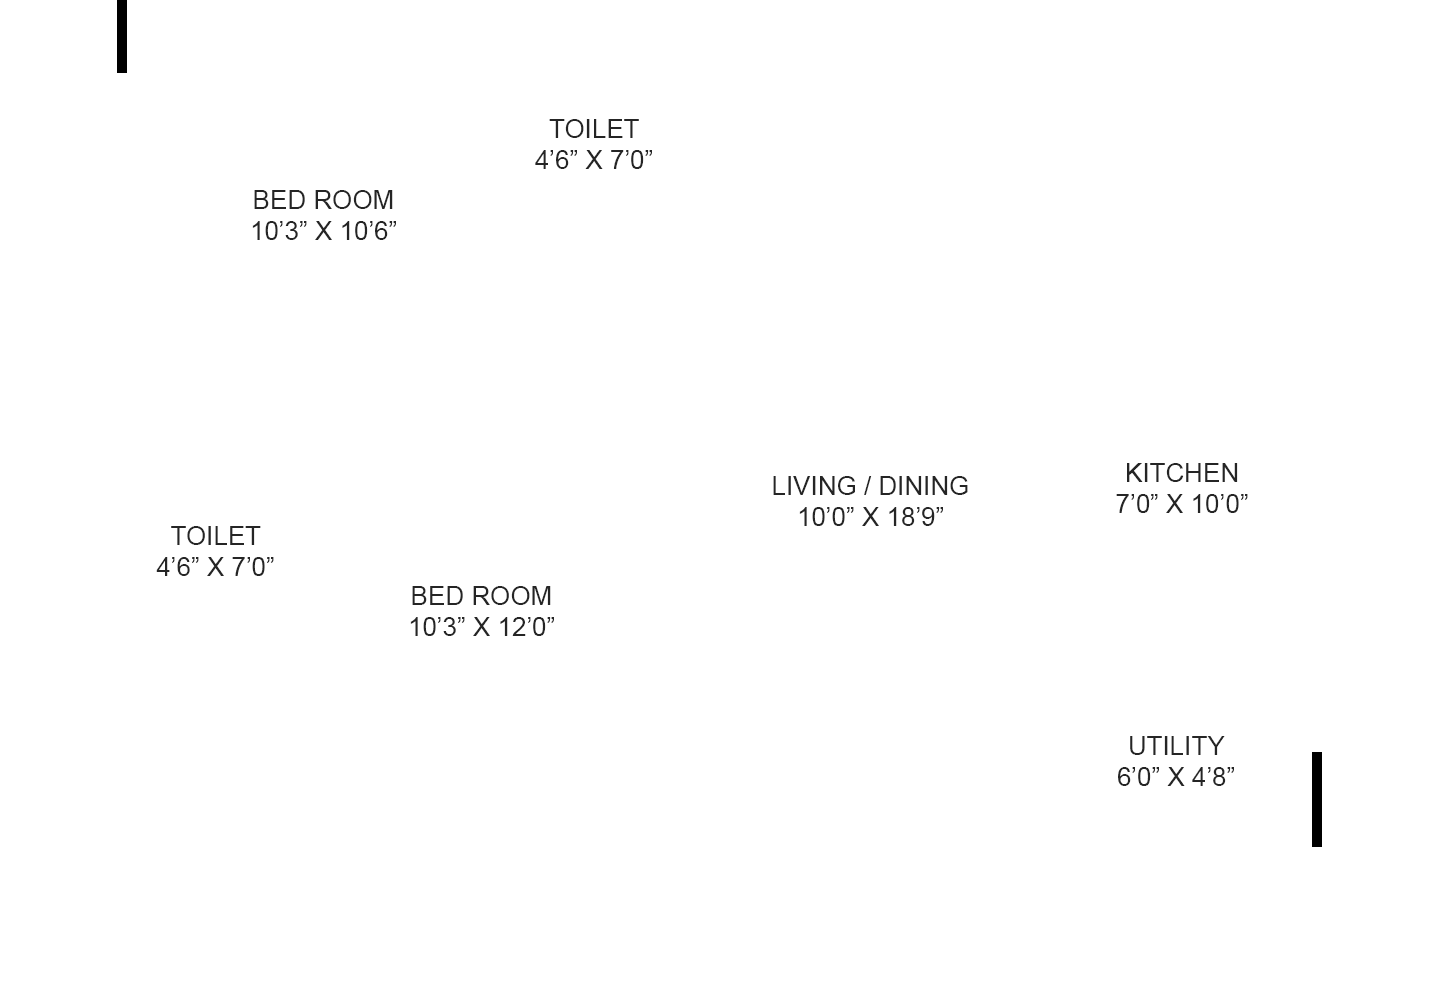 TOILET
4’6” X 7’0”
BED ROOM
10’3” X 10’6”
LIVING / DINING
10’0” X 18’9”
KITCHEN
7’0” X 10’0”
TOILET
4’6” X 7’0”
BED ROOM
10’3” X 12’0”
UTILITY
6’0” X 4’8”